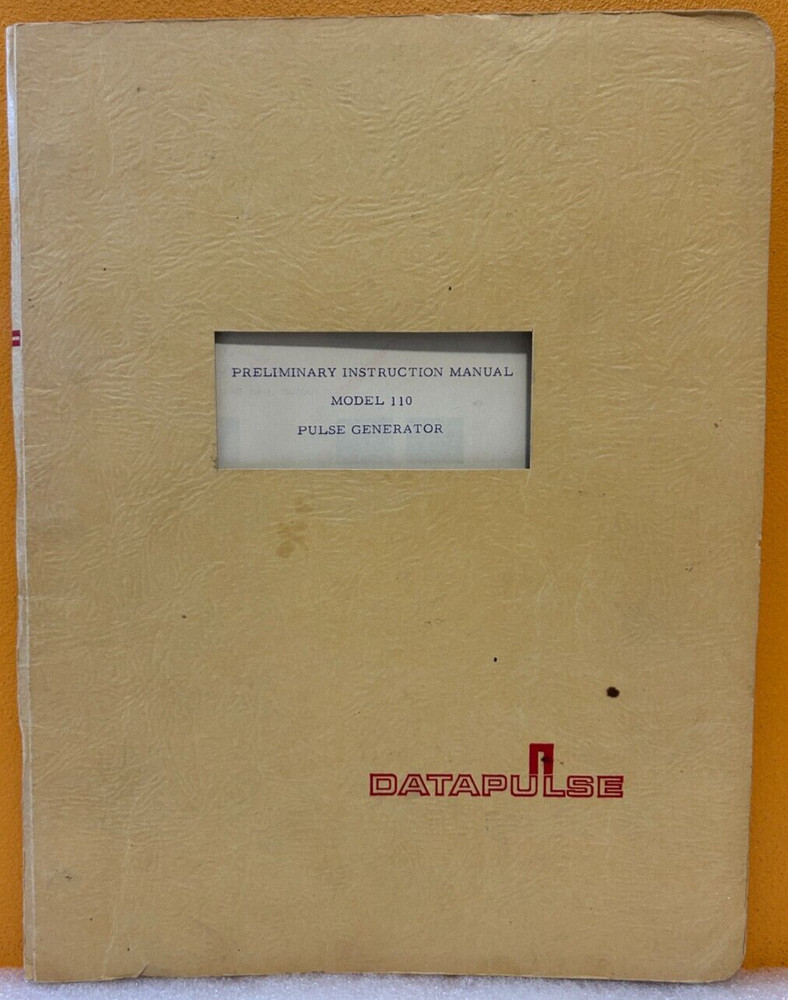 PRELIMINARY INSTRUCTION MANUAL
MODEL 110
PULSE GENERATOR
DATAPULSE